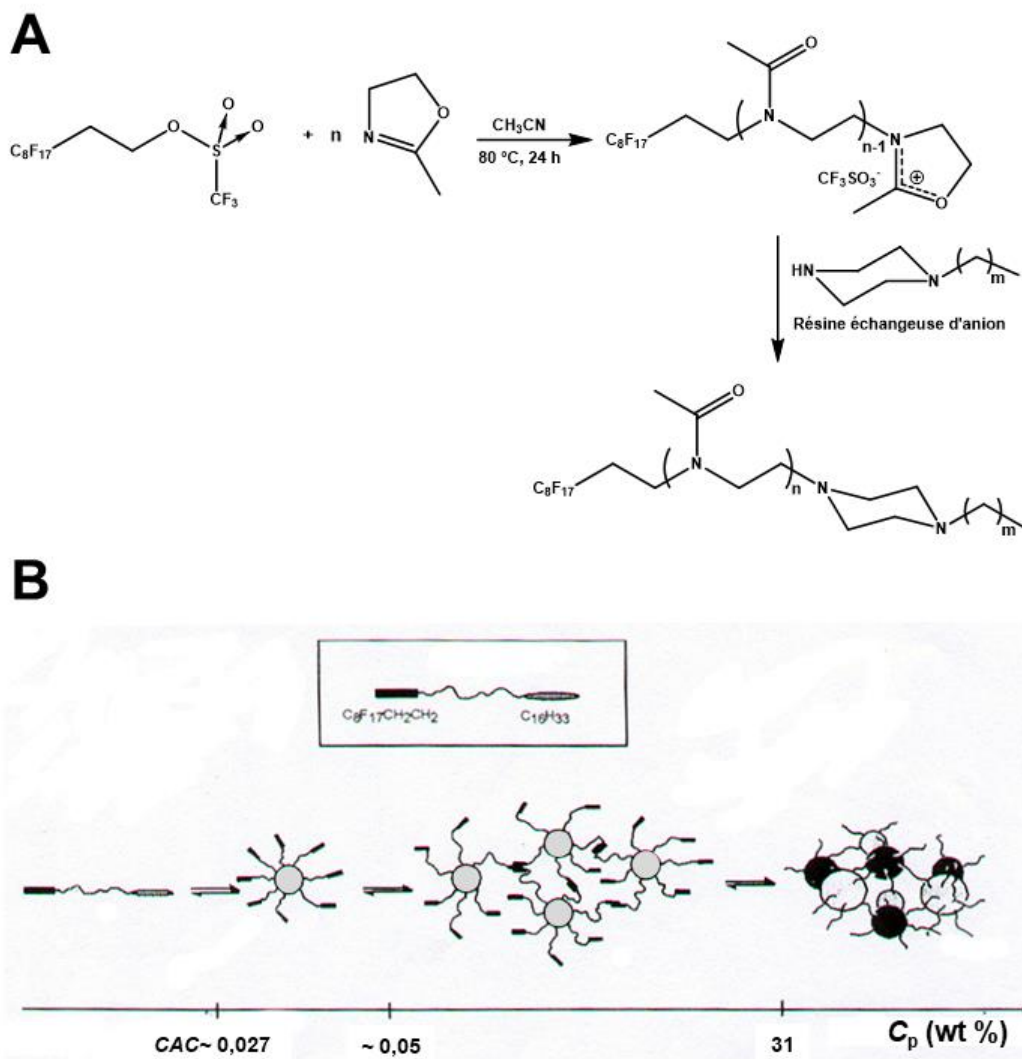 A
O
O
O
S
C8F17
CF3
+ n
N
O
CH3CN
80 ºC, 24 h
O
N
C8F17
n-1
N
CF3SO3-
+
O
HN
N
m
Résine échangeuse d'anion
O
N
C8F17
n
N
N
m
B
C8F17CH2CH2
C16H33
CAC~ 0,027
~ 0,05
31
Cp (wt %)